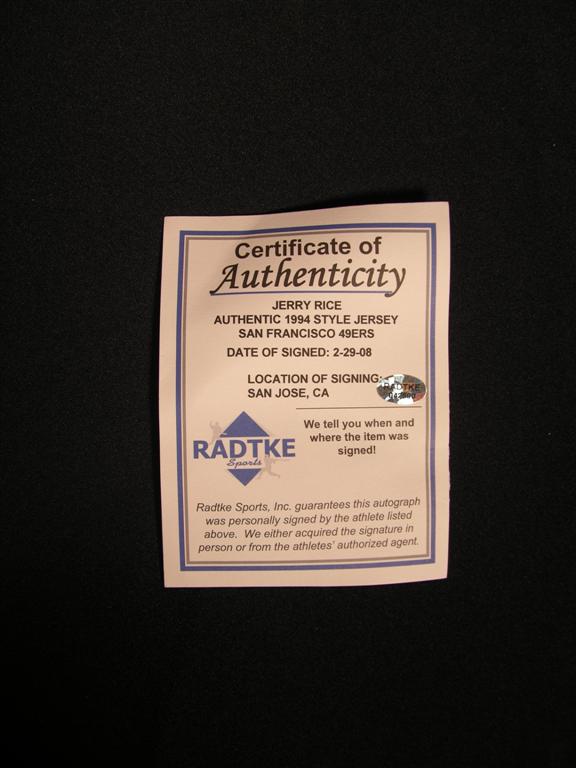 Certificate of
Authenticity
JERRY RICE
AUTHENTIC 1994 STYLE JERSEY
SAN FRANCISCO 49ERS
DATE OF SIGNED: 2-29-08
LOCATION OF SIGNING:
SAN JOSE, CA
RADTKE
We tell you when and
where the item was
signed!
RADTKE
Sports
Radtke Sports, Inc. guarantees this autograph
was personally signed by the athlete listed
above. We either acquired the signature in
person or from the athletes' authorized agent.